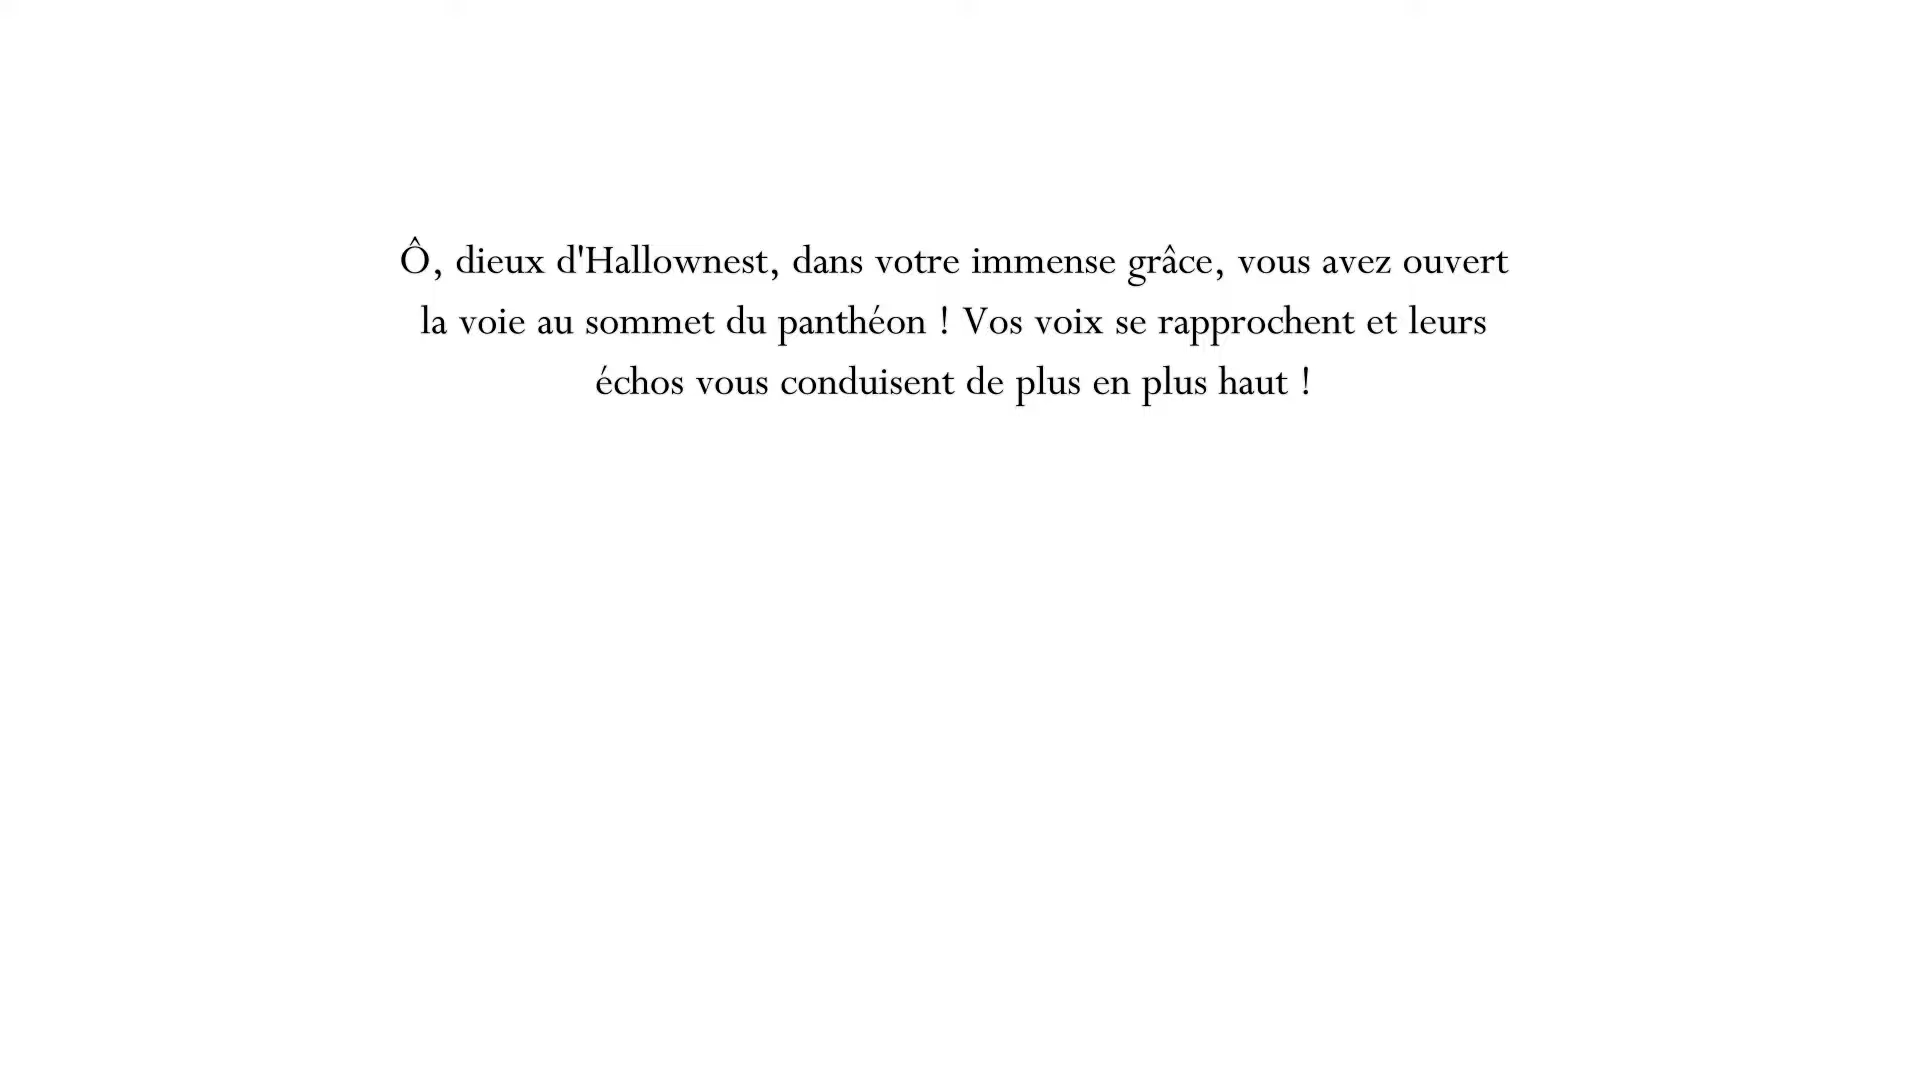 Ô, dieux d'Hallownest, dans votre immense grâce, vous avez ouvert
la voie au sommet du panthéon ! Vos voix se rapprochent et leurs
échos vous conduisent de plus en plus haut !